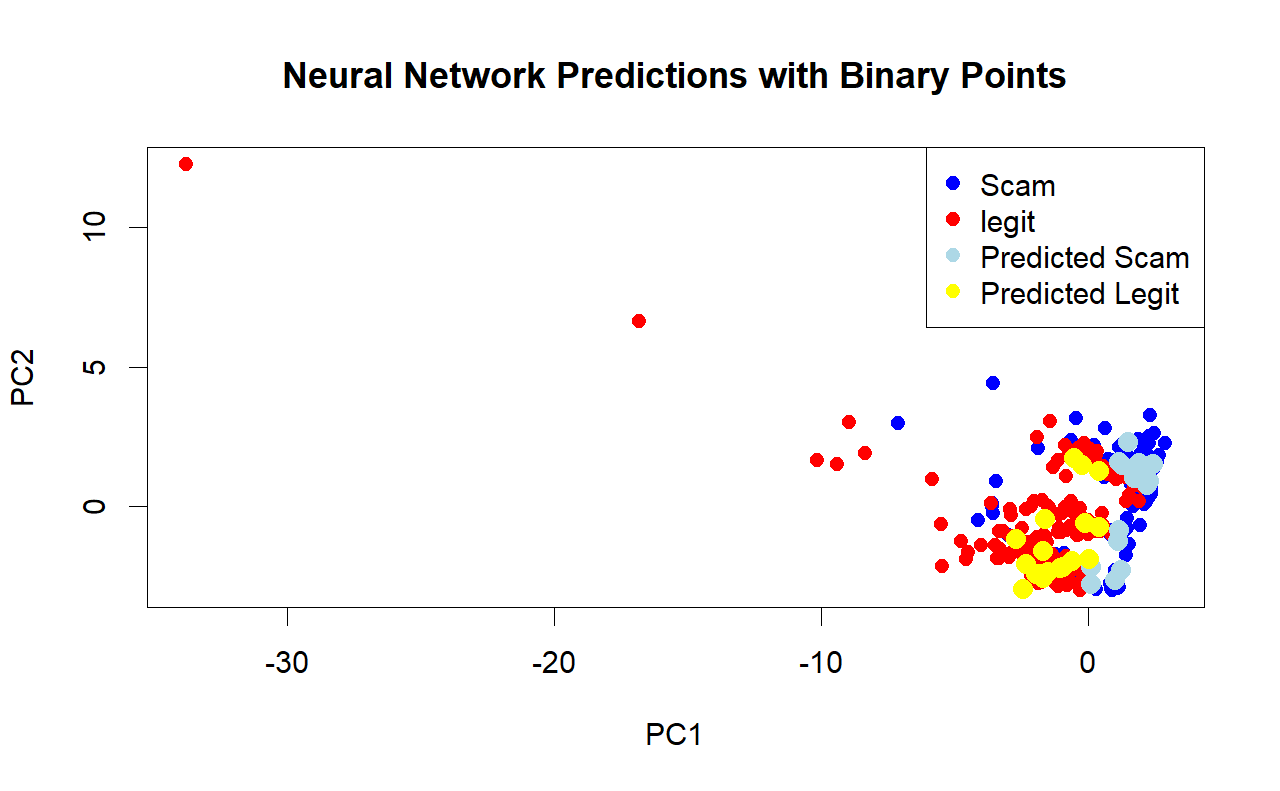 Neural Network Predictions with Binary Points
Scam
legit
Predicted Scam
Predicted Legit
10
5
0
PC2
-30
-20
-10
0
PC1